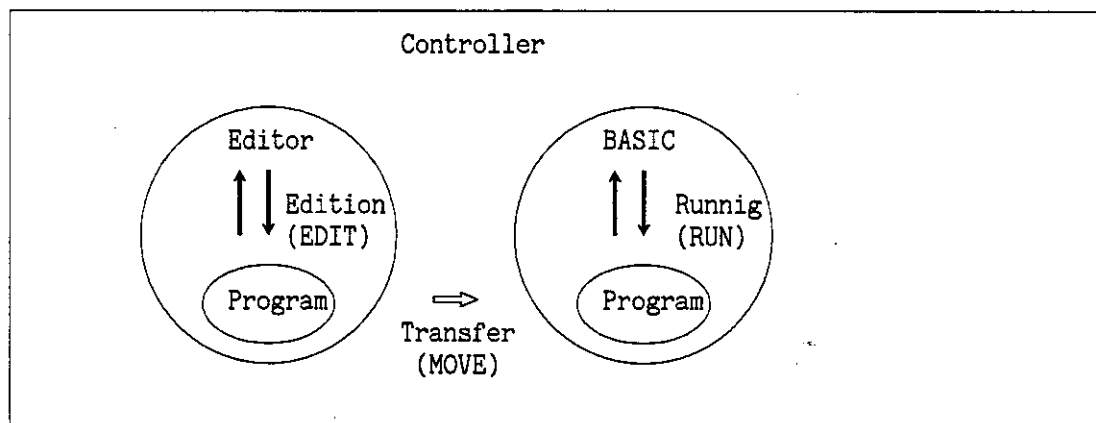 Controller
Editor
Edition
(EDIT)
Program
Transfer
(MOVE)
BASIC
Runnig
(RUN)
Program